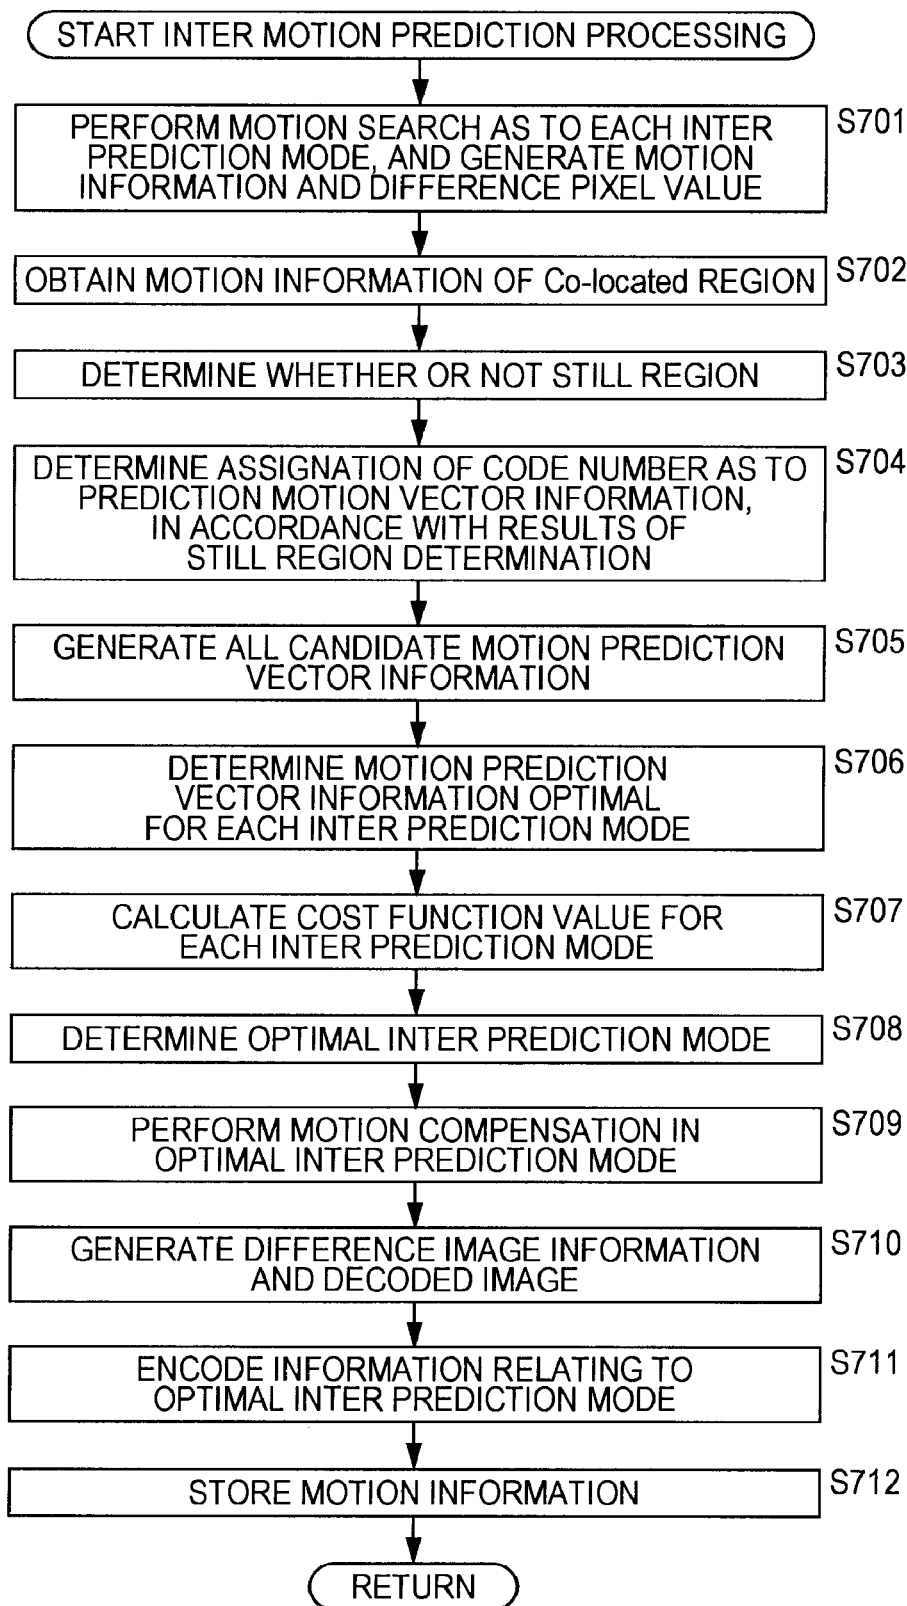 START INTER MOTION PREDICTION PROCESSING
PERFORM MOTION SEARCH AS TO EACH INTER
PREDICTION MODE, AND GENERATE MOTION
INFORMATION AND DIFFERENCE PIXEL VALUE
S701
OBTAIN MOTION INFORMATION OF Co-located REGION
S702
DETERMINE WHETHER OR NOT STILL REGION
S703
DETERMINE ASSIGNATION OF CODE NUMBER AS TO
PREDICTION MOTION VECTOR INFORMATION,
IN ACCORDANCE WITH RESULTS OF
STILL REGION DETERMINATION
S704
GENERATE ALL CANDIDATE MOTION PREDICTION
VECTOR INFORMATION
S705
DETERMINE MOTION PREDICTION
VECTOR INFORMATION OPTIMAL
FOR EACH INTER PREDICTION MODE
S706
CALCULATE COST FUNCTION VALUE FOR
EACH INTER PREDICTION MODE
S707
DETERMINE OPTIMAL INTER PREDICTION MODE
S708
PERFORM MOTION COMPENSATION IN
OPTIMAL INTER PREDICTION MODE
S709
GENERATE DIFFERENCE IMAGE INFORMATION
AND DECODED IMAGE
S710
ENCODE INFORMATION RELATING TO
OPTIMAL INTER PREDICTION MODE
S711
STORE MOTION INFORMATION
S712
RETURN